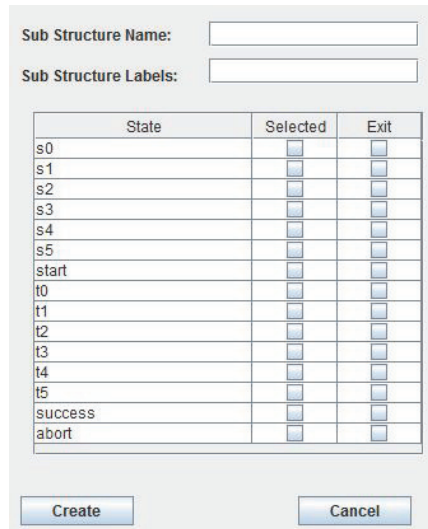 Sub Structure Name:
Sub Structure Labels:
State Selected Exit
s0
s1
s2
s3
s4
s5
start
t0
t1
t2
t3
t4
t5
success
abort
Create Cancel